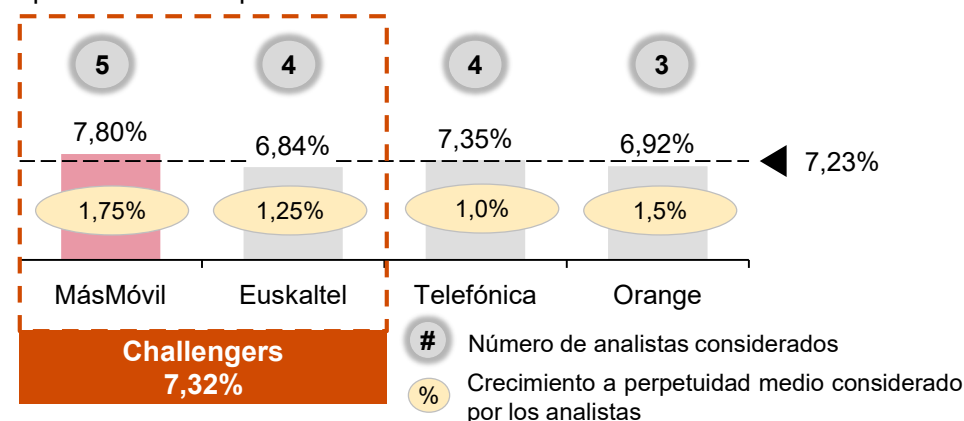 5 4 4 3
7,80% 6,84% 7,35% 6,92%
7,23%
1,75% 1,25% 1,0% 1,5%
MásMóvil Euskaltel Telefónica Orange
Challengers
7,32%
# Número de analistas considerados
% Crecimiento a perpetuidad medio considerado
por los analistas